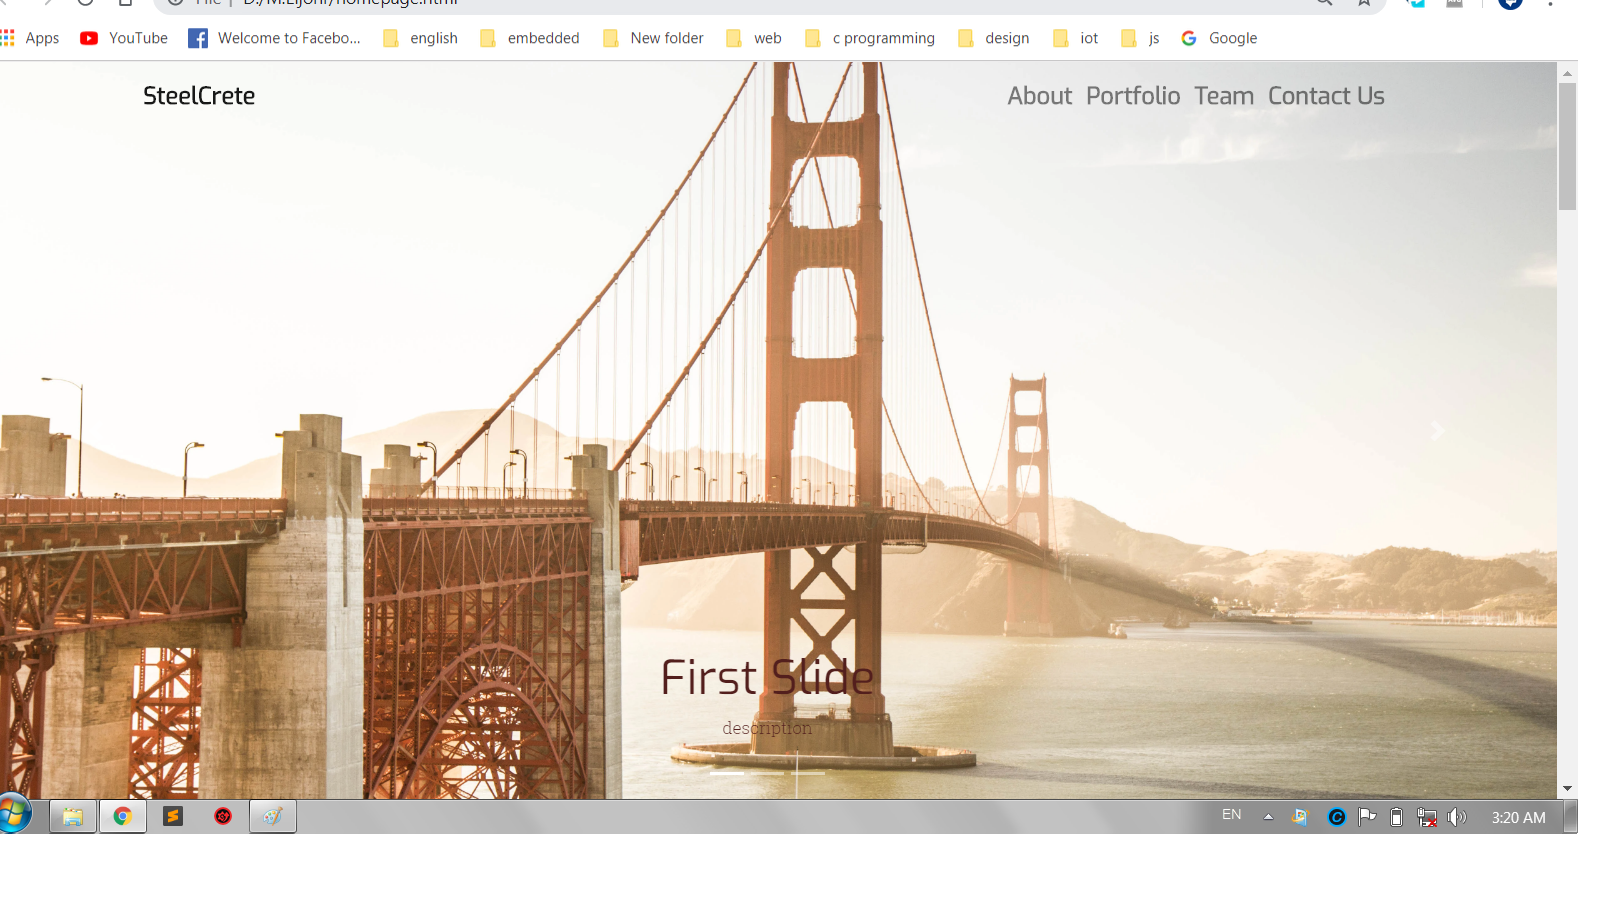 File | D:/M.Eljohr/homepage.html
Apps YouTube Welcome to Facebo... english embedded New folder web c programming design iot js Google
SteelCrete About Portfolio Team Contact Us
First Slide
description
EN 3:20 AM